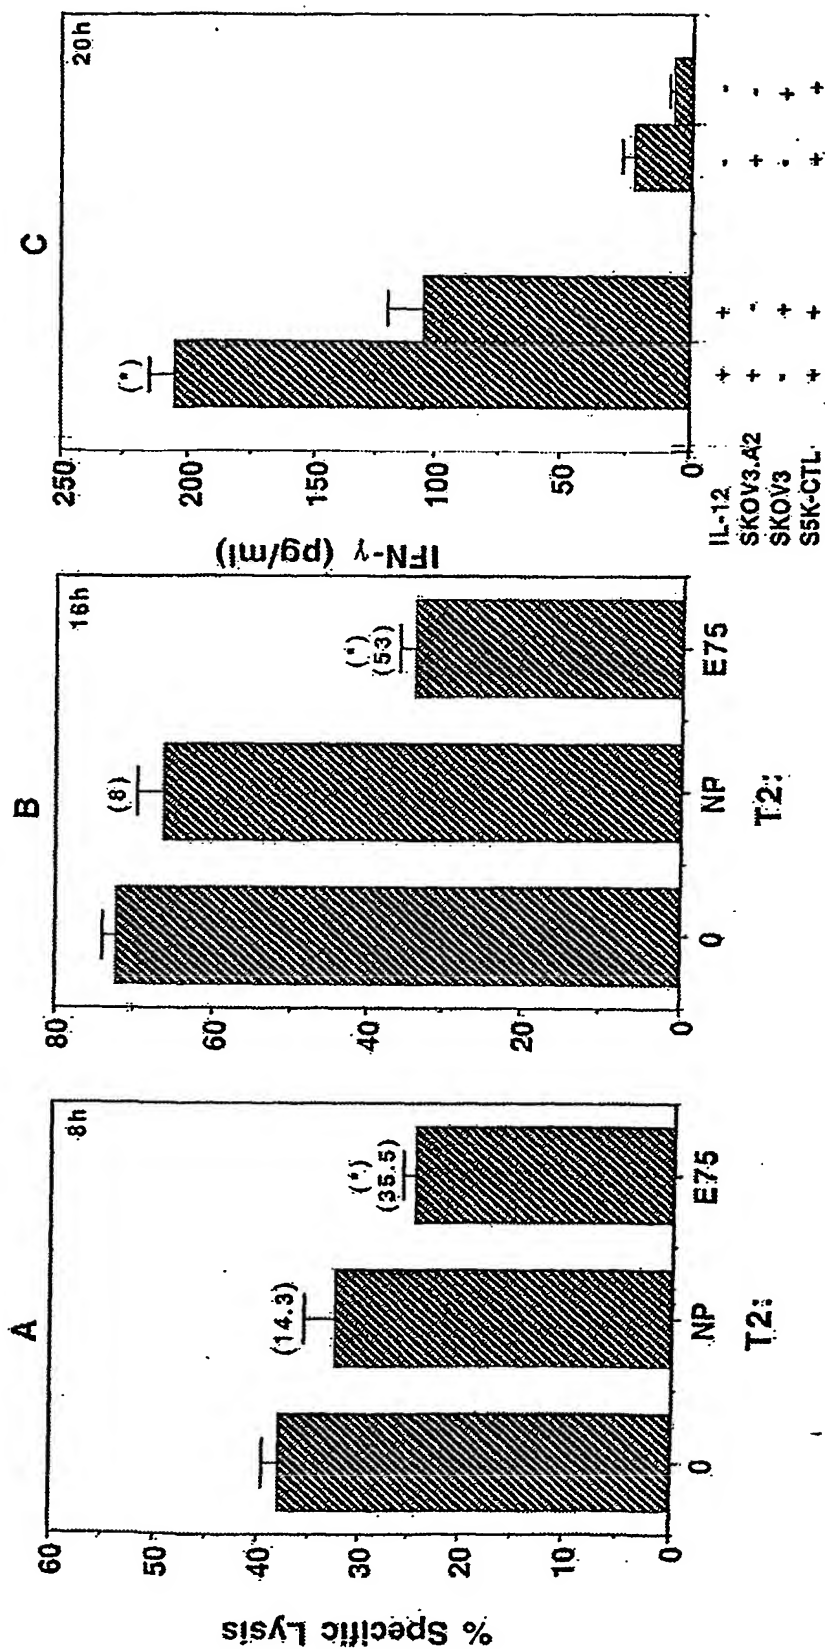 A
8h
% Specific Lysis
60
50
40
30
20
10
0
(14.3)
(*)
(35.5)
0 NP E75
T2:
B
16h
80
60
40
20
0
(8)
(*)
(53)
0 NP E75
T2:
C
20h
IFN-γ (pg/ml)
250
200
150
100
50
0
(*)
IL-12 + + - -
SKOV3.A2 + - + -
SKOV3 - + - +
S5K-CTL + + + +